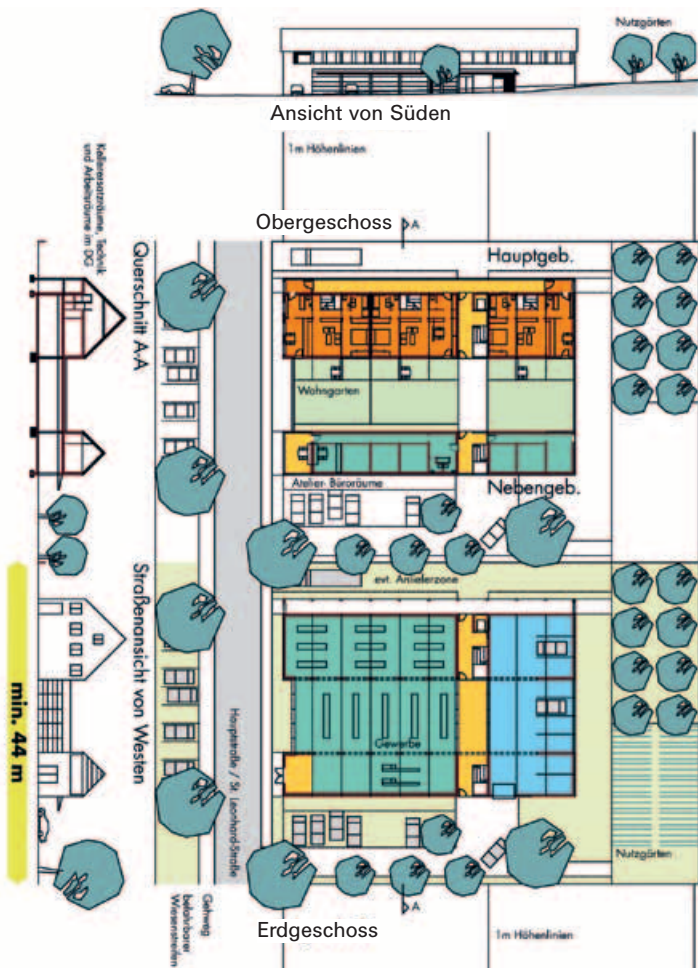 Nutzgärten
Ansicht von Süden
1m Höhenlinien
Kellerersatzräume, Technik
und Arbeitsräume im DG
Obergeschoss
A
Hauptgeb.
Querschnitt A-A
Wohngarten
Atelier- Büroräume
Nebengeb.
evt. Anlieferzone
Straßenansicht von Westen
min. 44 m
Hauptstraße / St. Leonhard-Straße
Gewerbe
Nutzgärten
Gehweg
befahrbarer
Wiesenstreifen
A
Erdgeschoss
1m Höhenlinien